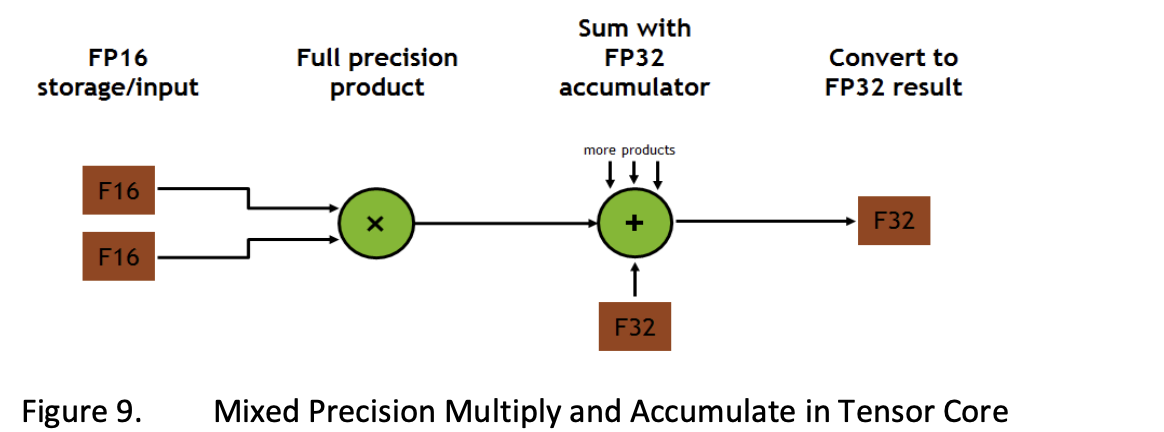 FP16
storage/input
Full precision
product
Sum with
FP32
accumulator
Convert to
FP32 result
more products
F16
F16
×
+
F32
F32
Figure 9. Mixed Precision Multiply and Accumulate in Tensor Core